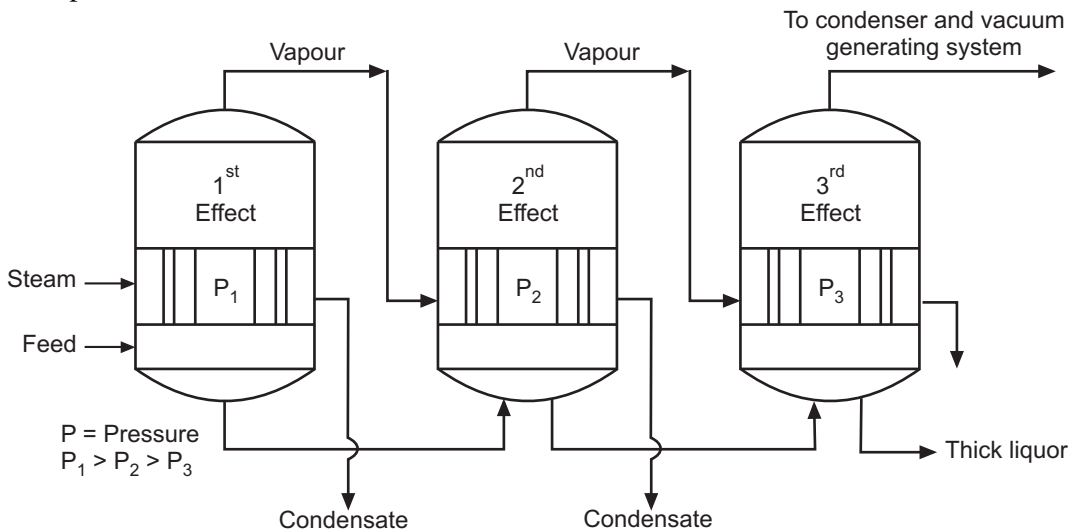 To condenser and vacuum
generating system
Vapour
Vapour
1st
Effect
2nd
Effect
3rd
Effect
Steam
P1
P2
P3
Feed
P = Pressure
P1 > P2 > P3
Thick liquor
Condensate
Condensate